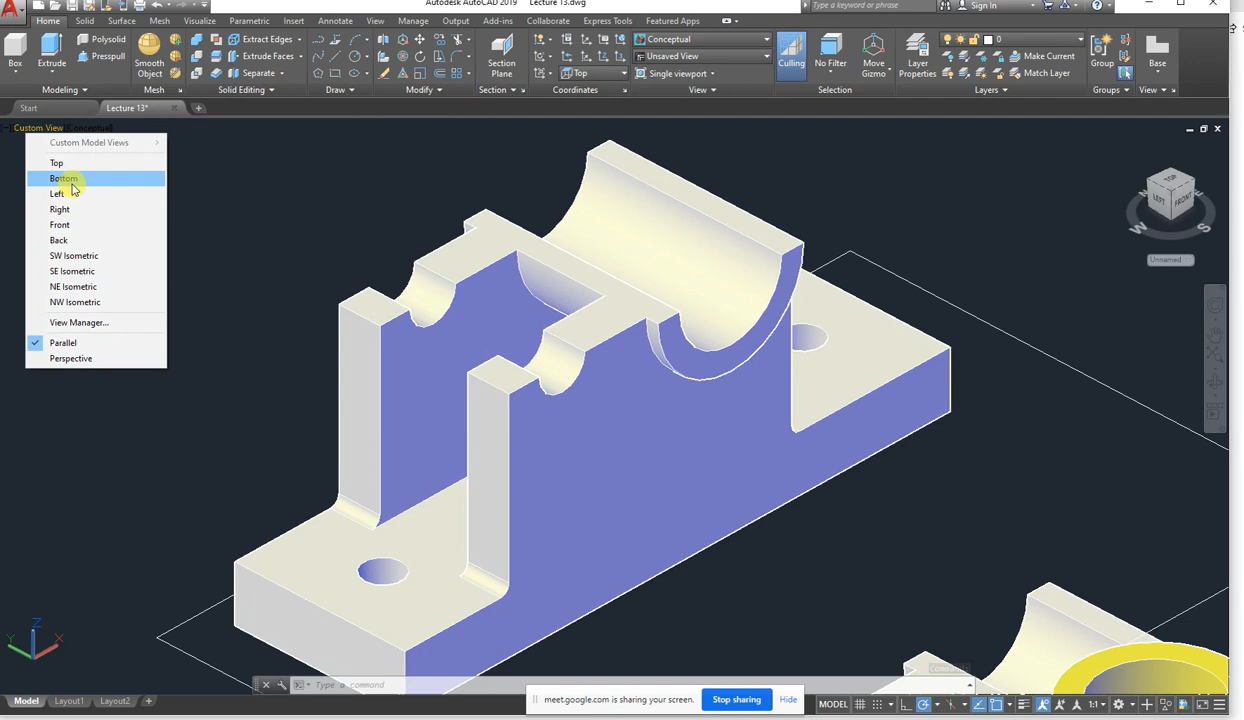 Autodesk AutoCAD 2019 Lecture 13.dwg
Type a keyword or phrase
Sign In
Home Solid Surface Mesh Visualize Parametric Insert Annotate View Manage Output Add-ins Collaborate Express Tools Featured Apps
Polysolid
Presspull
Box
Extrude
Smooth Object
Extrude Edges
Extrude Faces
Separate
Section Plane
Top
Conceptual
Unsaved View
Single viewport
Culling
No Filter
Move Gizmo
Layer Properties
0
Make Current
Match Layer
Group
Base
Modeling Mesh Solid Editing Draw Modify Section Coordinates View Selection Layers Groups View
Start Lecture 13* +
[−] Custom View Conceptual]
Custom Model Views
Top
Bottom
Left
Right
Front
Back
SW Isometric
SE Isometric
NE Isometric
NW Isometric
View Manager...
Parallel
Perspective
TOP
LEFT FRONT
W S
Unnamed
Z
Y X
Command:
Type a command
Model Layout1 Layout2 +
meet.google.com is sharing your screen. Stop sharing Hide
MODEL 1:1